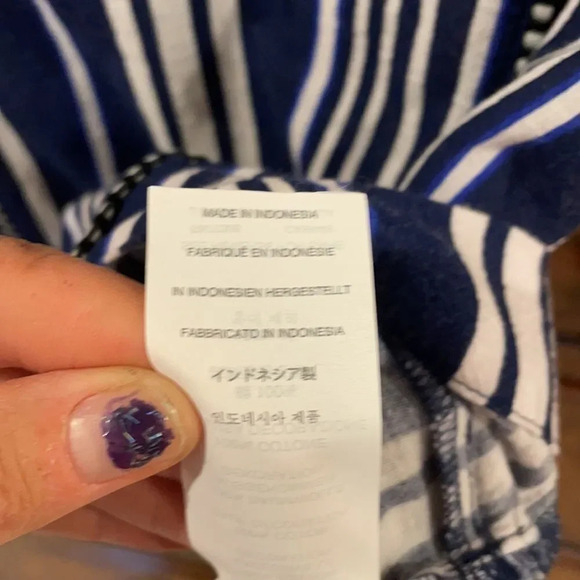 MADE IN INDONESIA
FABRIQUÉ EN INDONÉSIE
IN INDONESIEN HERGESTELLT
FABBRICATO IN INDONESIA
インドネシア製
인도네시아 제품